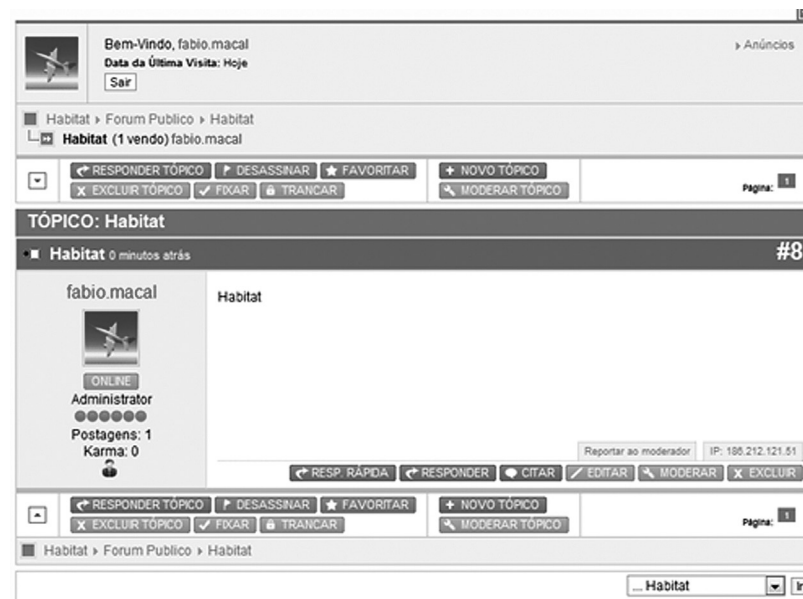 Bem-Vindo, fabio.macal
Anúncios
Data da Última Visita: Hoje
Sair
Habitat Forum Publico Habitat
Habitat (1 vendo) fabio.macal
RESPONDER TÓPICO DESASSINAR FAVORITAR NOVO TÓPICO
EXCLUIR TÓPICO FIXAR TRANCAR MODERAR TÓPICO Página: 1
TÓPICO: Habitat
Habitat 0 minutos atrás #8
fabio.macal
Habitat
ONLINE
Administrator
Postagens: 1
Karma: 0
Reportar ao moderador IP: 186.212.121.51
RESP. RÁPIDA RESPONDER CITAR EDITAR MODERAR EXCLUIR
RESPONDER TÓPICO DESASSINAR FAVORITAR NOVO TÓPICO
EXCLUIR TÓPICO FIXAR TRANCAR MODERAR TÓPICO Página: 1
Habitat Forum Publico Habitat
... Habitat